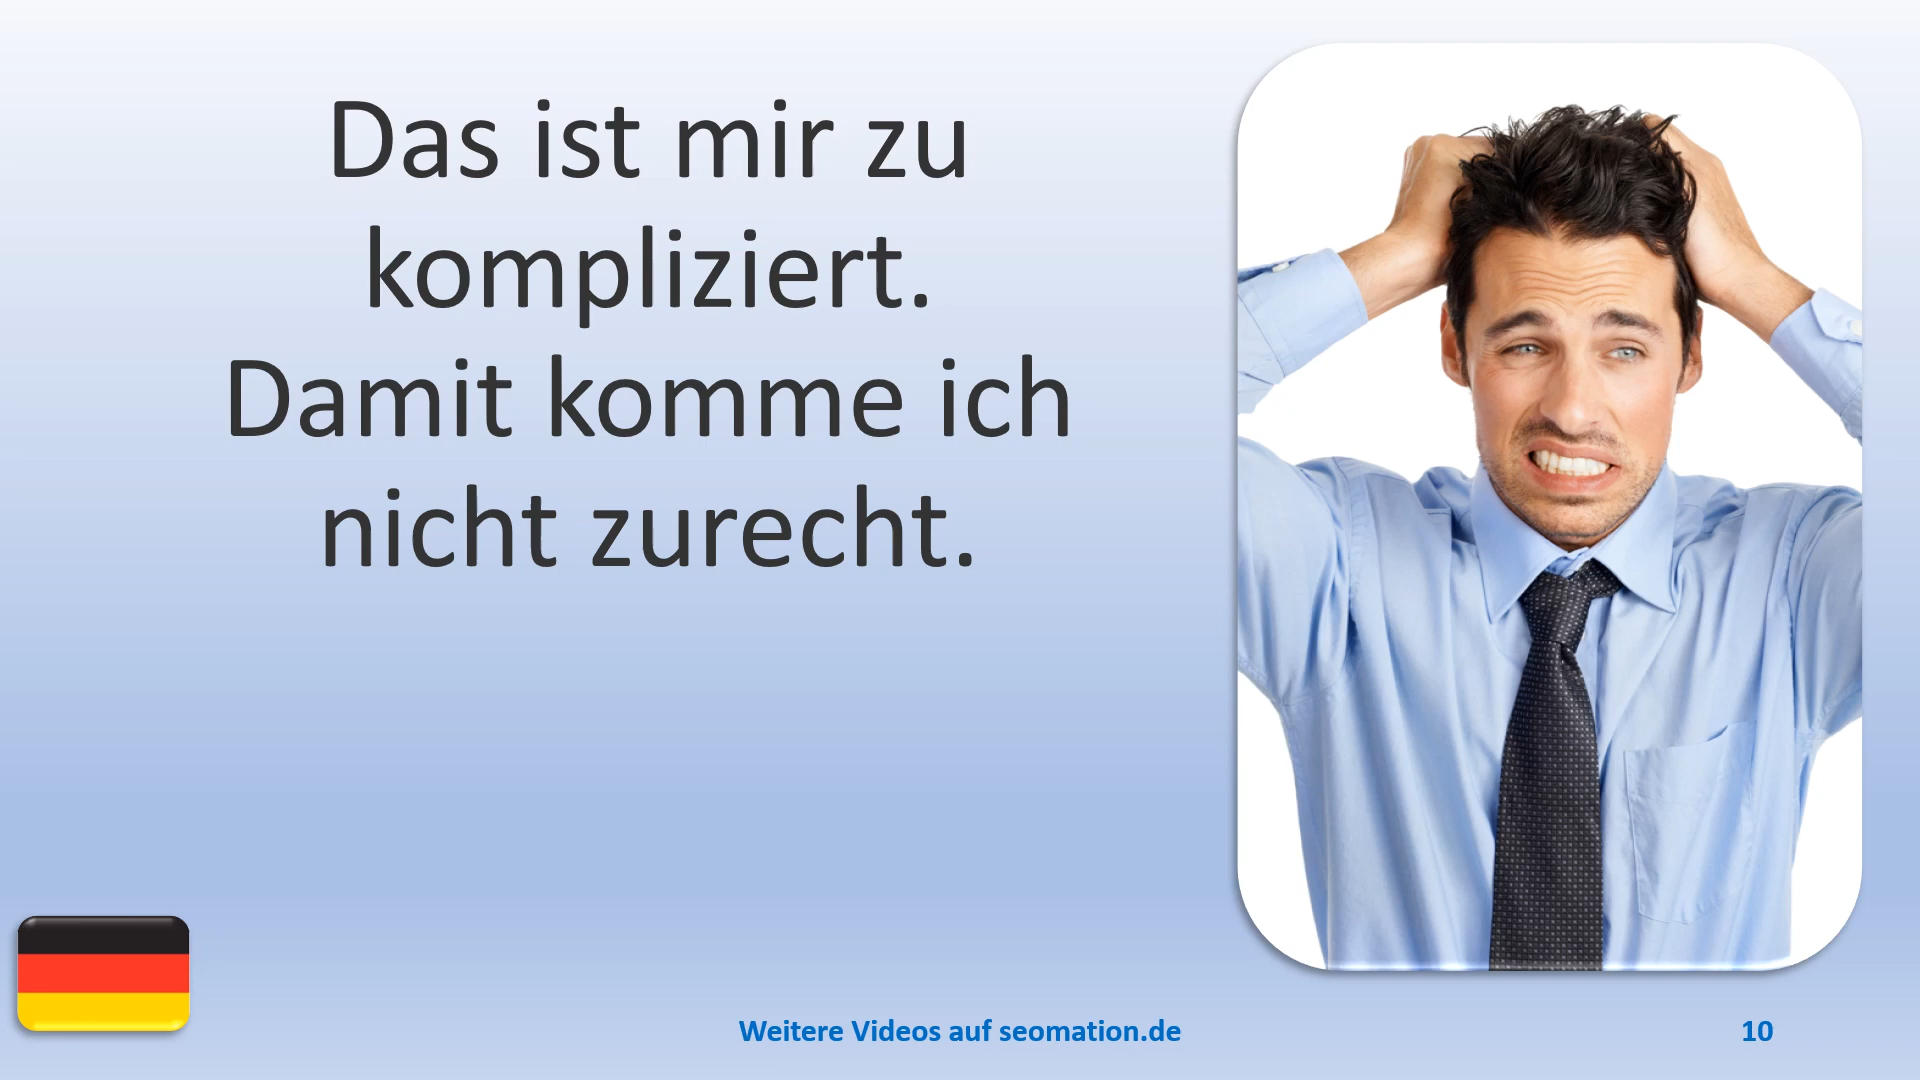 Das ist mir zu
kompliziert.
Damit komme ich
nicht zurecht.
Weitere Videos auf seomation.de
10